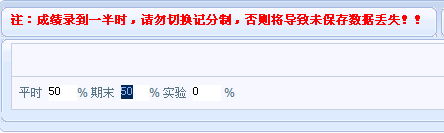 注：成绩录到一半时，请勿切换记分制，否则将导致未保存数据丢失！！
平时 50 % 期末 50 % 实验 0 %